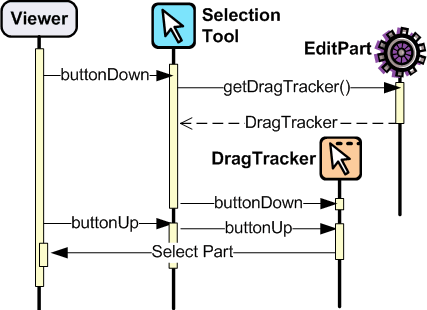 Viewer
Selection
Tool
EditPart
buttonDown
getDragTracker()
DragTracker
DragTracker
buttonDown
buttonUp
buttonUp
Select Part